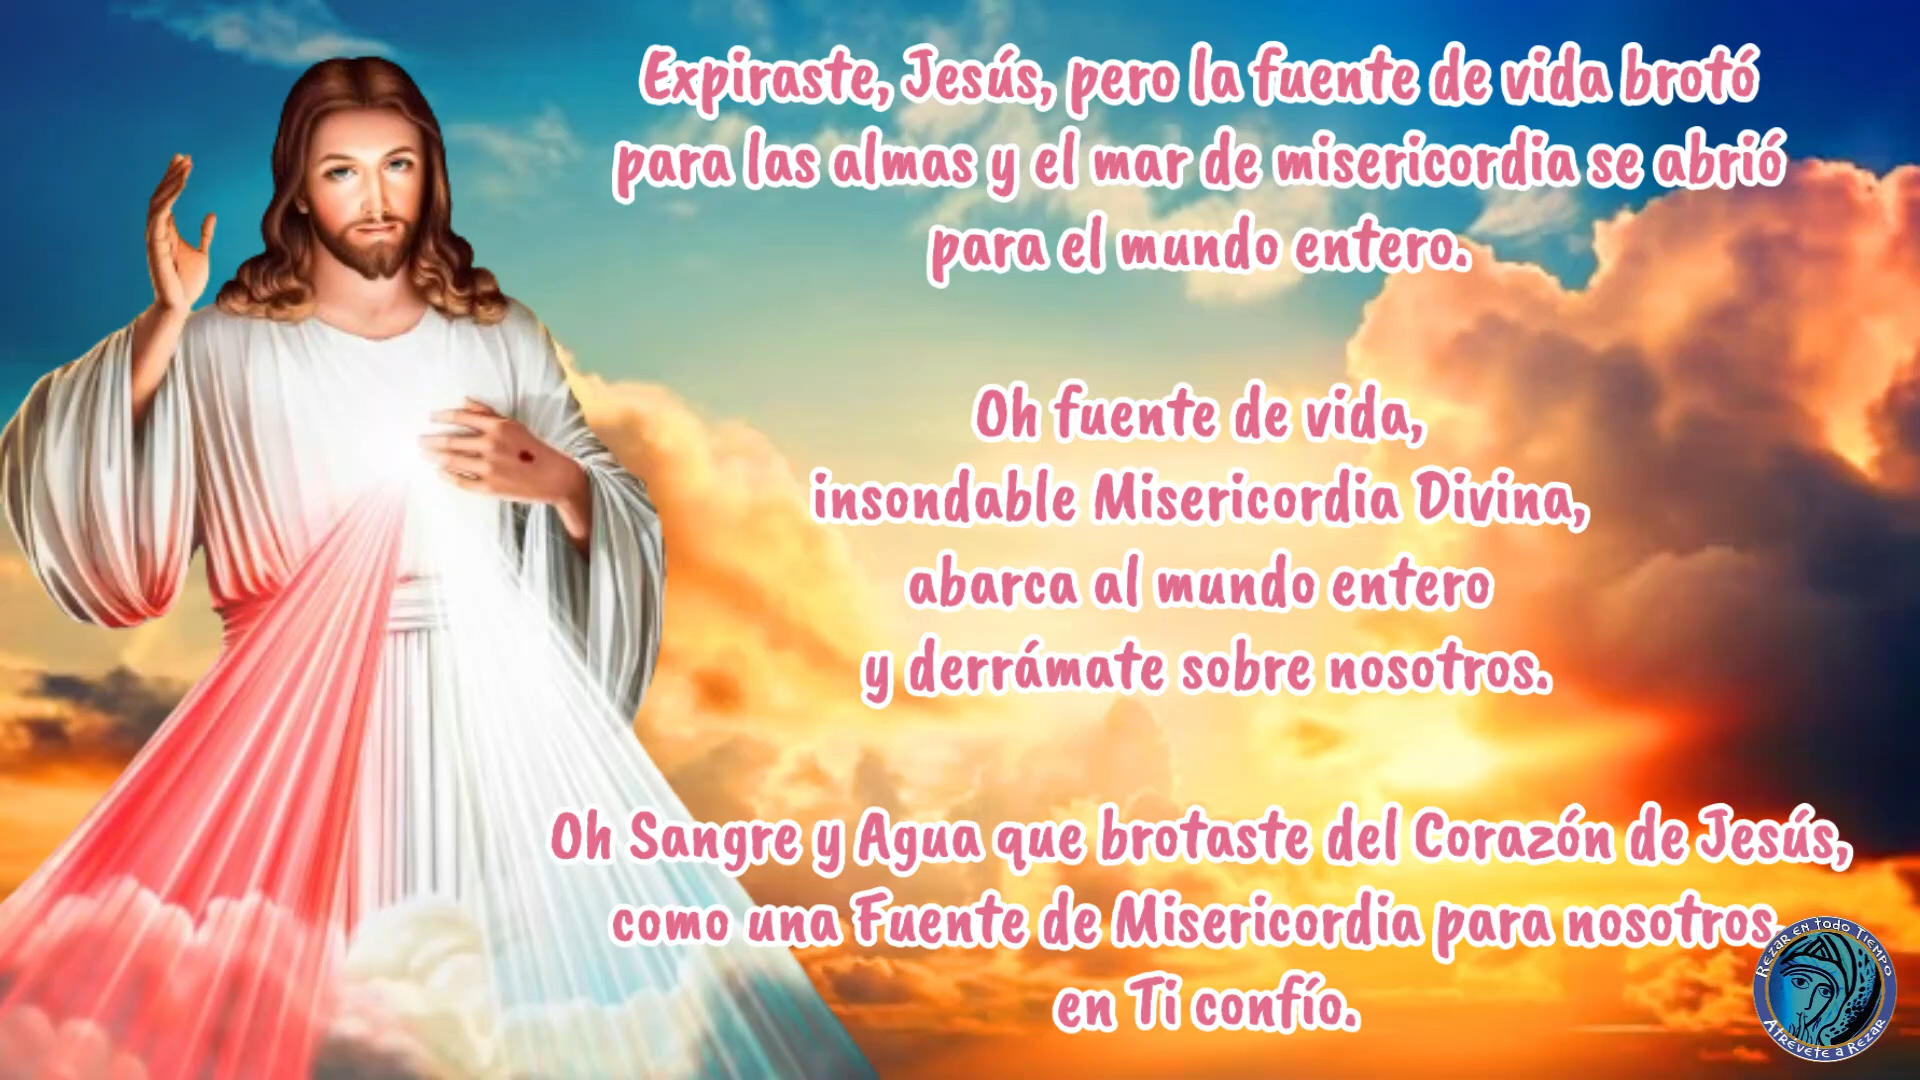 Expiraste, Jesús, pero la fuente de vida brotó
para las almas y el mar de misericordia se abrió
para el mundo entero.
Oh fuente de vida,
insondable Misericordia Divina,
abarca al mundo entero
y derrámate sobre nosotros.
Oh Sangre y Agua que brotaste del Corazón de Jesús,
como una Fuente de Misericordia para nosotros,
en Ti confío.
Rezar en Todo Tiempo
Atrévete a Rezar